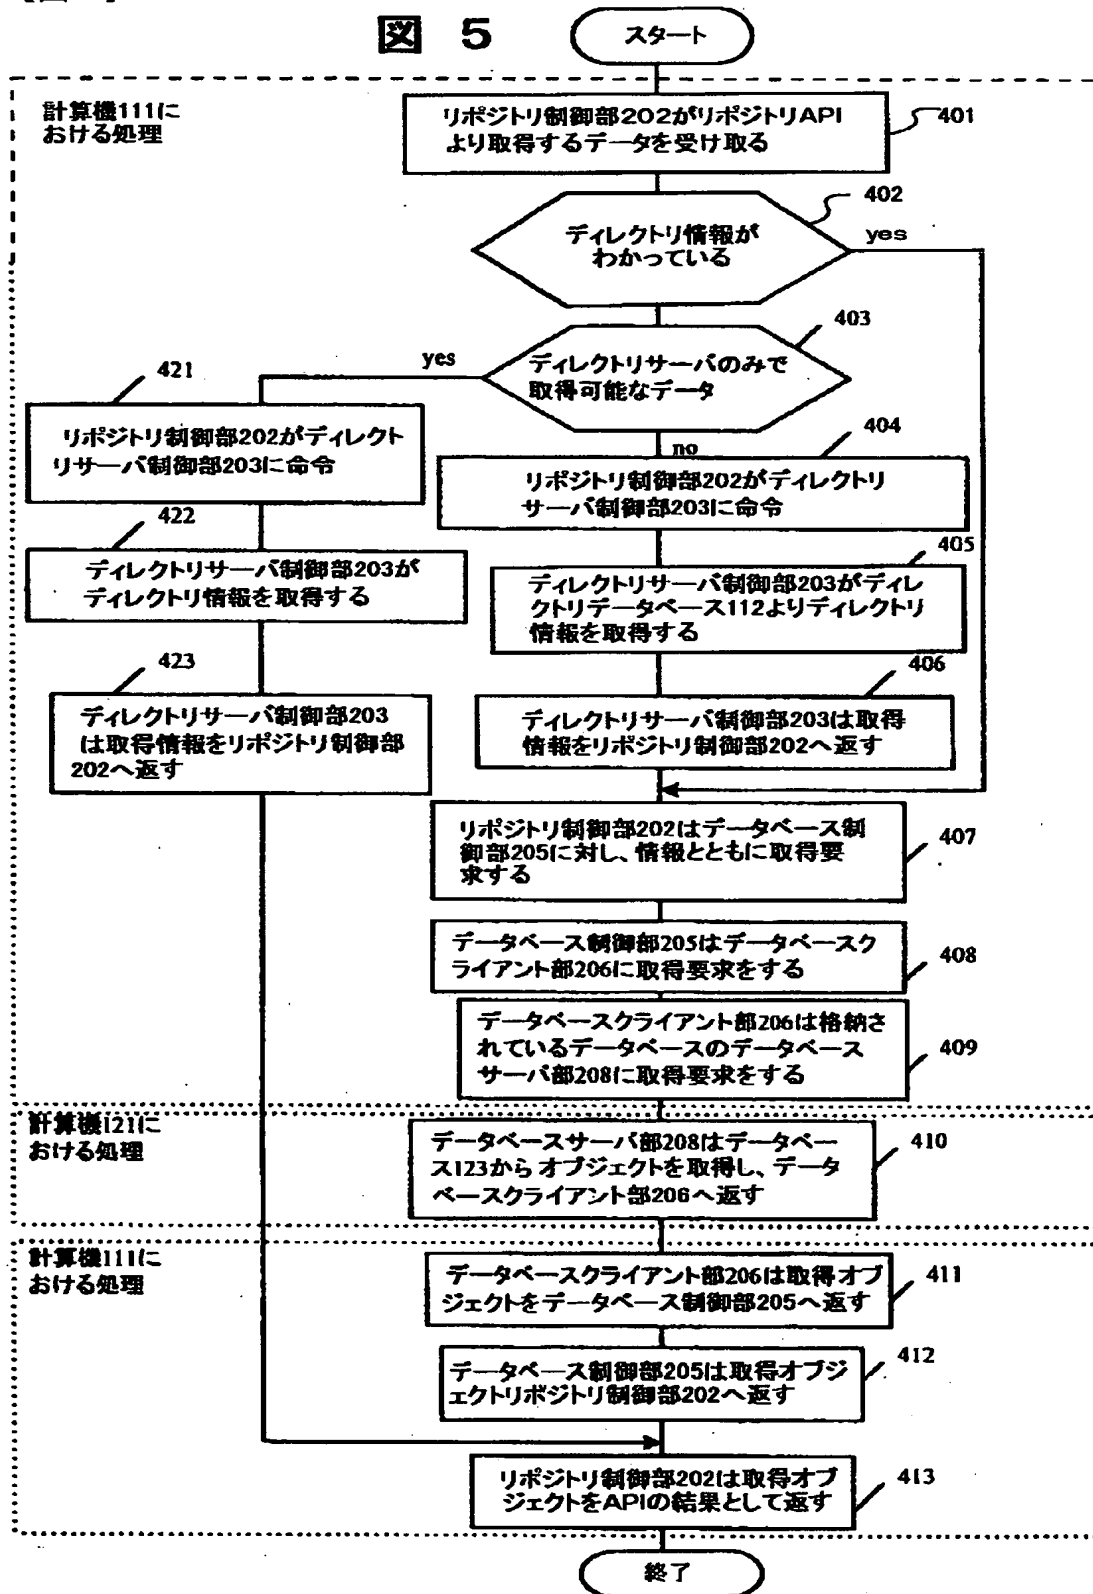 図 5
スタート
計算機111に
おける処理
リポジトリ制御部202がリポジトリAPI
より取得するデータを受け取る
401
402
ディレクトリ情報が
わかっている
yes
403
ディレクトリサーバのみで
取得可能なデータ
yes
no
421
リポジトリ制御部202がディレクト
リサーバ制御部203に命令
404
リポジトリ制御部202がディレクトリ
サーバ制御部203に命令
422
ディレクトリサーバ制御部203が
ディレクトリ情報を取得する
405
ディレクトリサーバ制御部203がディレ
クトリデータベース112よりディレクトリ
情報を取得する
423
ディレクトリサーバ制御部203
は取得情報をリポジトリ制御部
202へ返す
406
ディレクトリサーバ制御部203は取得
情報をリポジトリ制御部202へ返す
リポジトリ制御部202はデータベース制
御部205に対し、情報とともに取得要
求する
407
データベース制御部205はデータベースク
ライアント部206に取得要求をする
408
データベースクライアント部206は格納さ
れているデータベースのデータベース
サーバ部208に取得要求をする
409
計算機121に
おける処理
データベースサーバ部208はデータベー
ス123からオブジェクトを取得し、データ
ベースクライアント部206へ返す
410
計算機111に
おける処理
データベースクライアント部206は取得オブ
ジェクトをデータベース制御部205へ返す
411
データベース制御部205は取得オブジ
ェクトリポジトリ制御部202へ返す
412
リポジトリ制御部202は取得オブ
ジェクトをAPIの結果として返す
413
終了